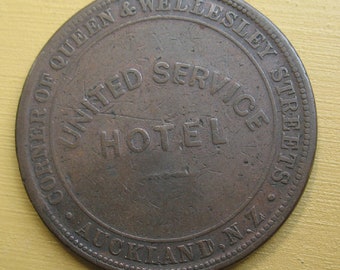 CORNER OF QUEEN & WELLESLEY STREETS
UNITED SERVICE
HOTEL
· AUCKLAND, N.Z. ·